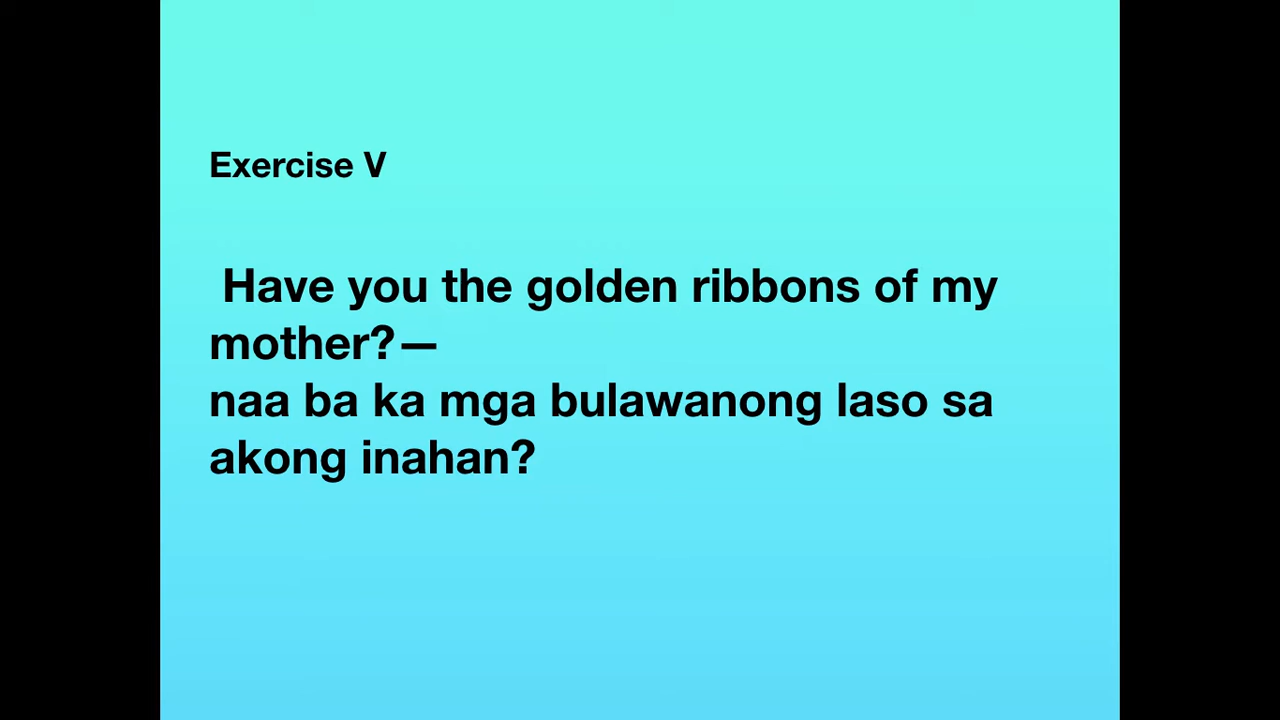 Exercise V
Have you the golden ribbons of my
mother?—
naa ba ka mga bulawanong laso sa
akong inahan?